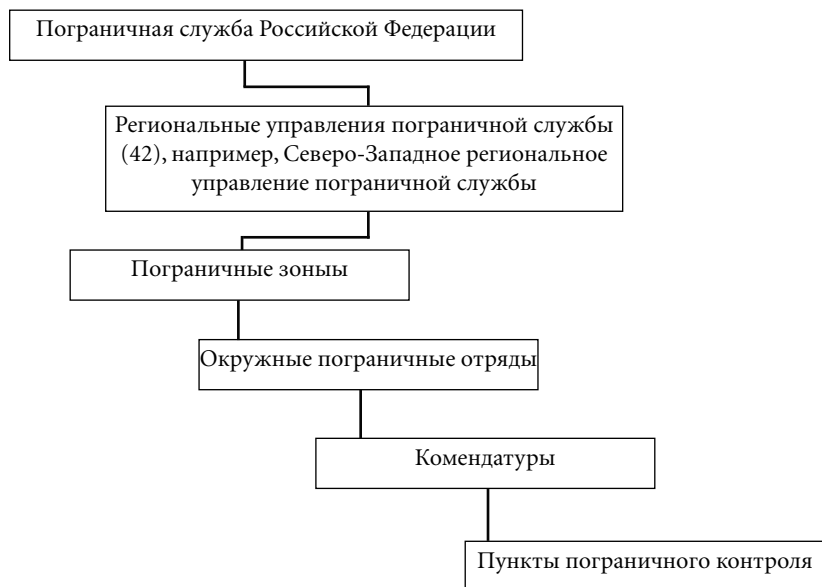 Пограничная служба Российской Федерации
Региональные управления пограничной службы
(42), например, Северо-Западное региональное
управление пограничной службы
Пограничные зоныы
Окружные пограничные отряды
Комендатуры
Пункты пограничного контроля